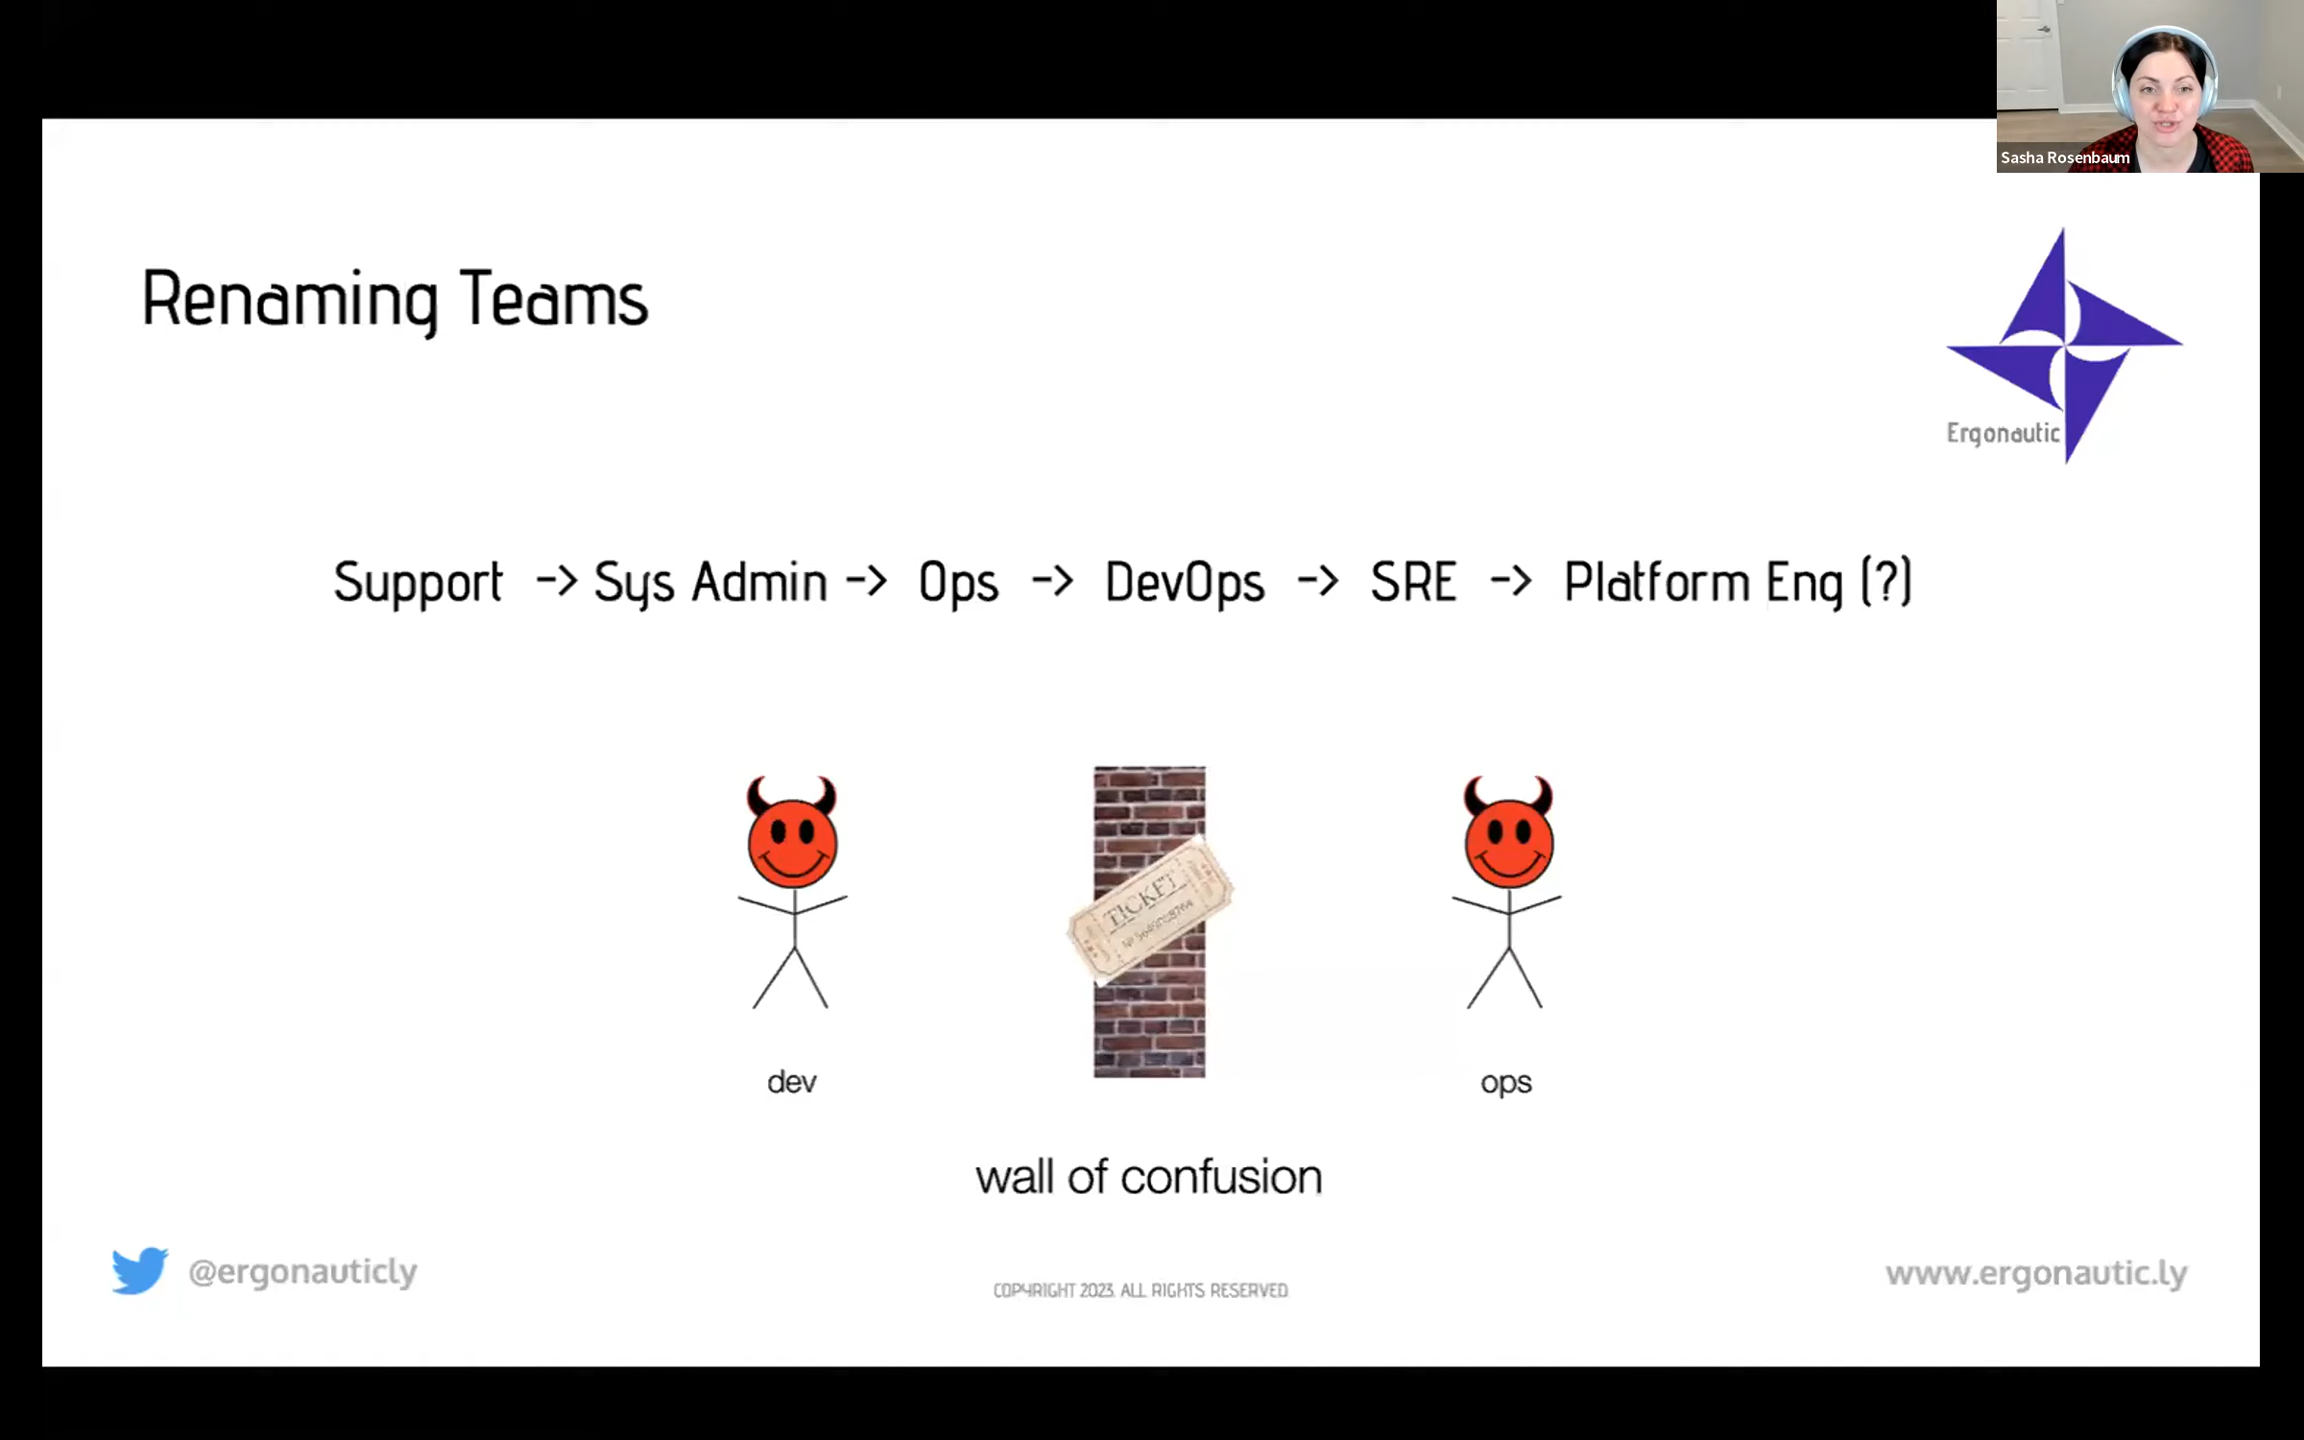 Sasha Rosenbaum
Renaming Teams
Ergonautic
Support -> Sys Admin -> Ops -> DevOps -> SRE -> Platform Eng (?)
TICKET
dev
ops
wall of confusion
@ergonauticly
COPYRIGHT 2023. ALL RIGHTS RESERVED
www.ergonautic.ly